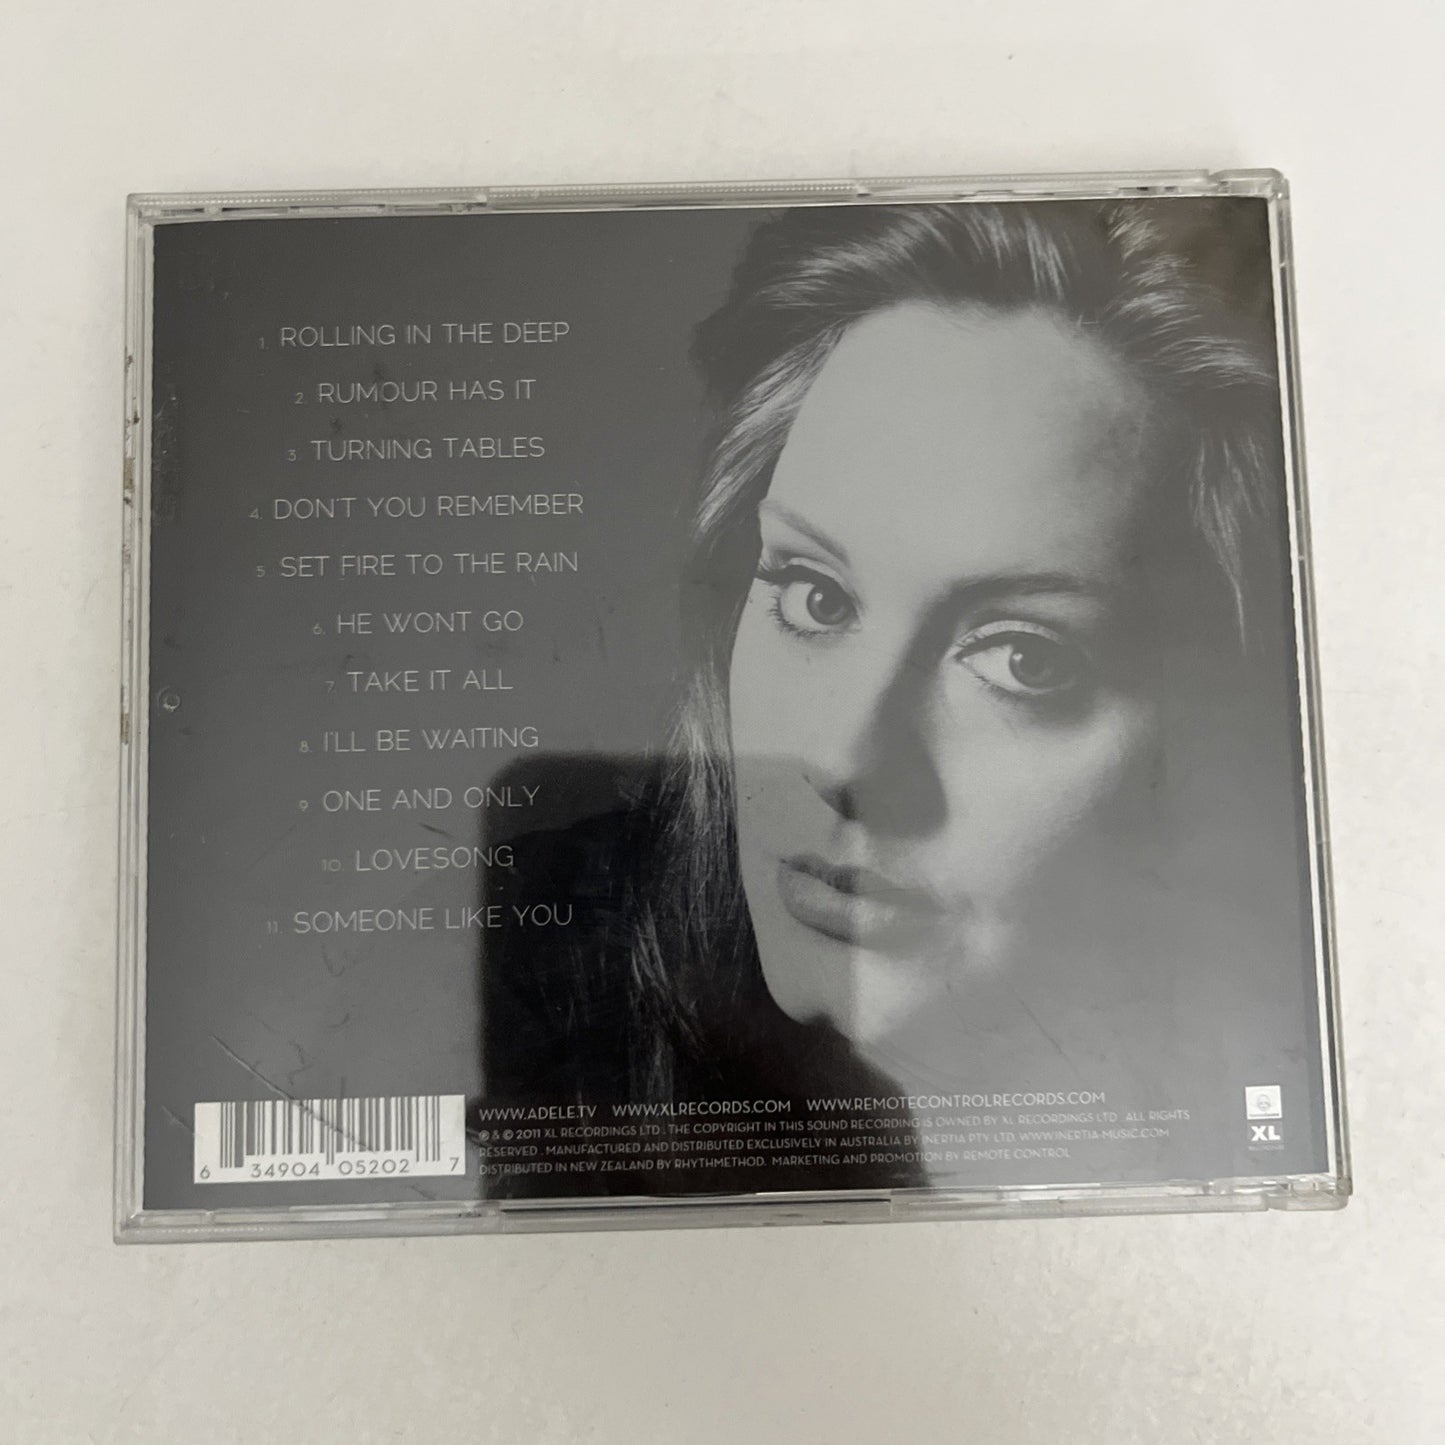 1. ROLLING IN THE DEEP
2. RUMOUR HAS IT
3. TURNING TABLES
4. DON'T YOU REMEMBER
5. SET FIRE TO THE RAIN
6. HE WONT GO
7. TAKE IT ALL
8. I'LL BE WAITING
9. ONE AND ONLY
10. LOVESONG
11. SOMEONE LIKE YOU
6 34904 05202 7
WWW.ADELE.TV WWW.XLRECORDS.COM WWW.REMOTECONTROLRECORDS.COM
℗ & © 2011 XL RECORDINGS LTD . THE COPYRIGHT IN THIS SOUND RECORDING IS OWNED BY XL RECORDINGS LTD . ALL RIGHTS
RESERVED . MANUFACTURED AND DISTRIBUTED EXCLUSIVELY IN AUSTRALIA BY INERTIA PTY LTD. WWW.INERTIA-MUSIC.COM
DISTRIBUTED IN NEW ZEALAND BY RHYTHMETHOD. MARKETING AND PROMOTION BY REMOTE CONTROL
XL
RECORDINGS